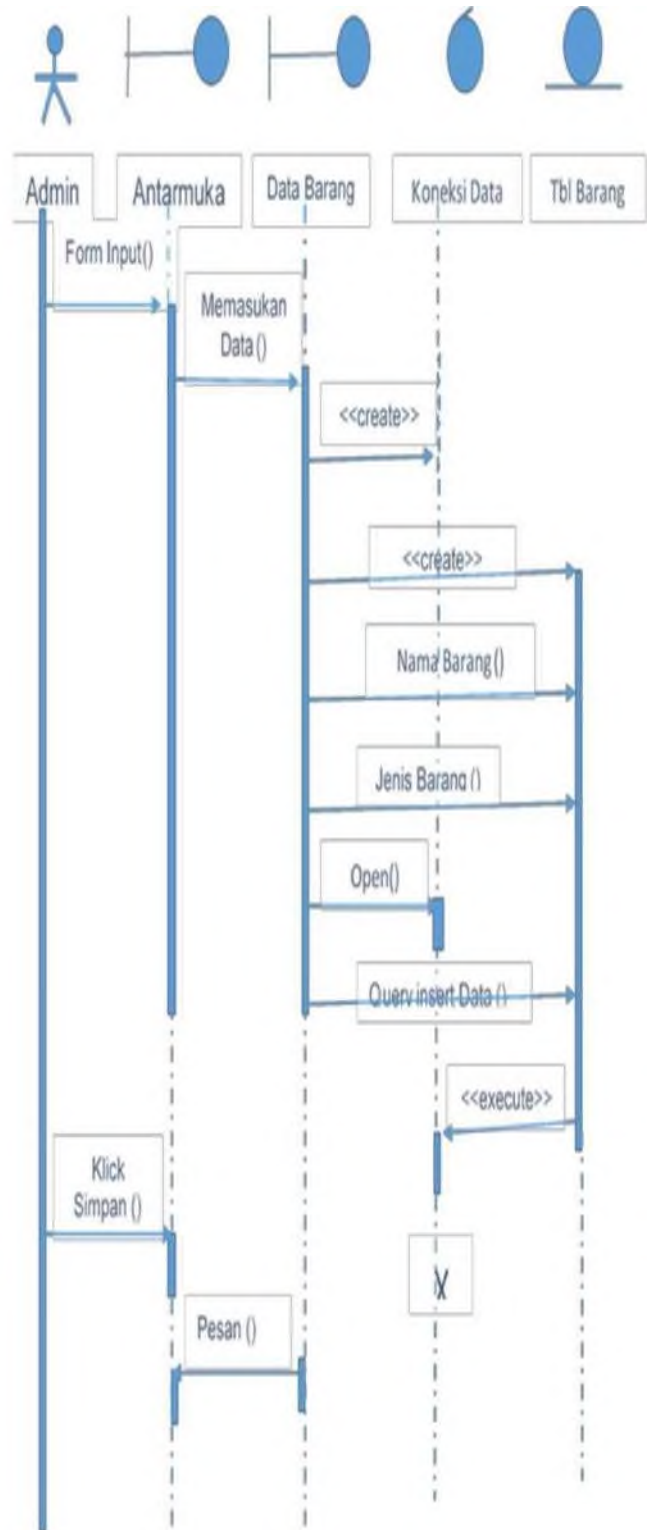 Admin
Antarmuka
Data Barang
Koneksi Data
Tbl Barang
Form Input()
Memasukan
Data ()
<<create>>
<<create>>
Nama Barang ()
Jenis Barang ()
Open()
Query insert Data ()
<<execute>>
Klick
Simpan ()
X
Pesan ()